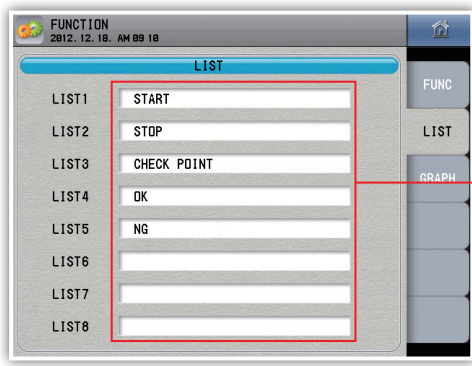 FUNCTION
2012. 12. 18. AM 09 10
LIST
LIST1 START
LIST2 STOP
LIST3 CHECK POINT
LIST4 OK
LIST5 NG
LIST6
LIST7
LIST8
FUNC
LIST
GRAPH